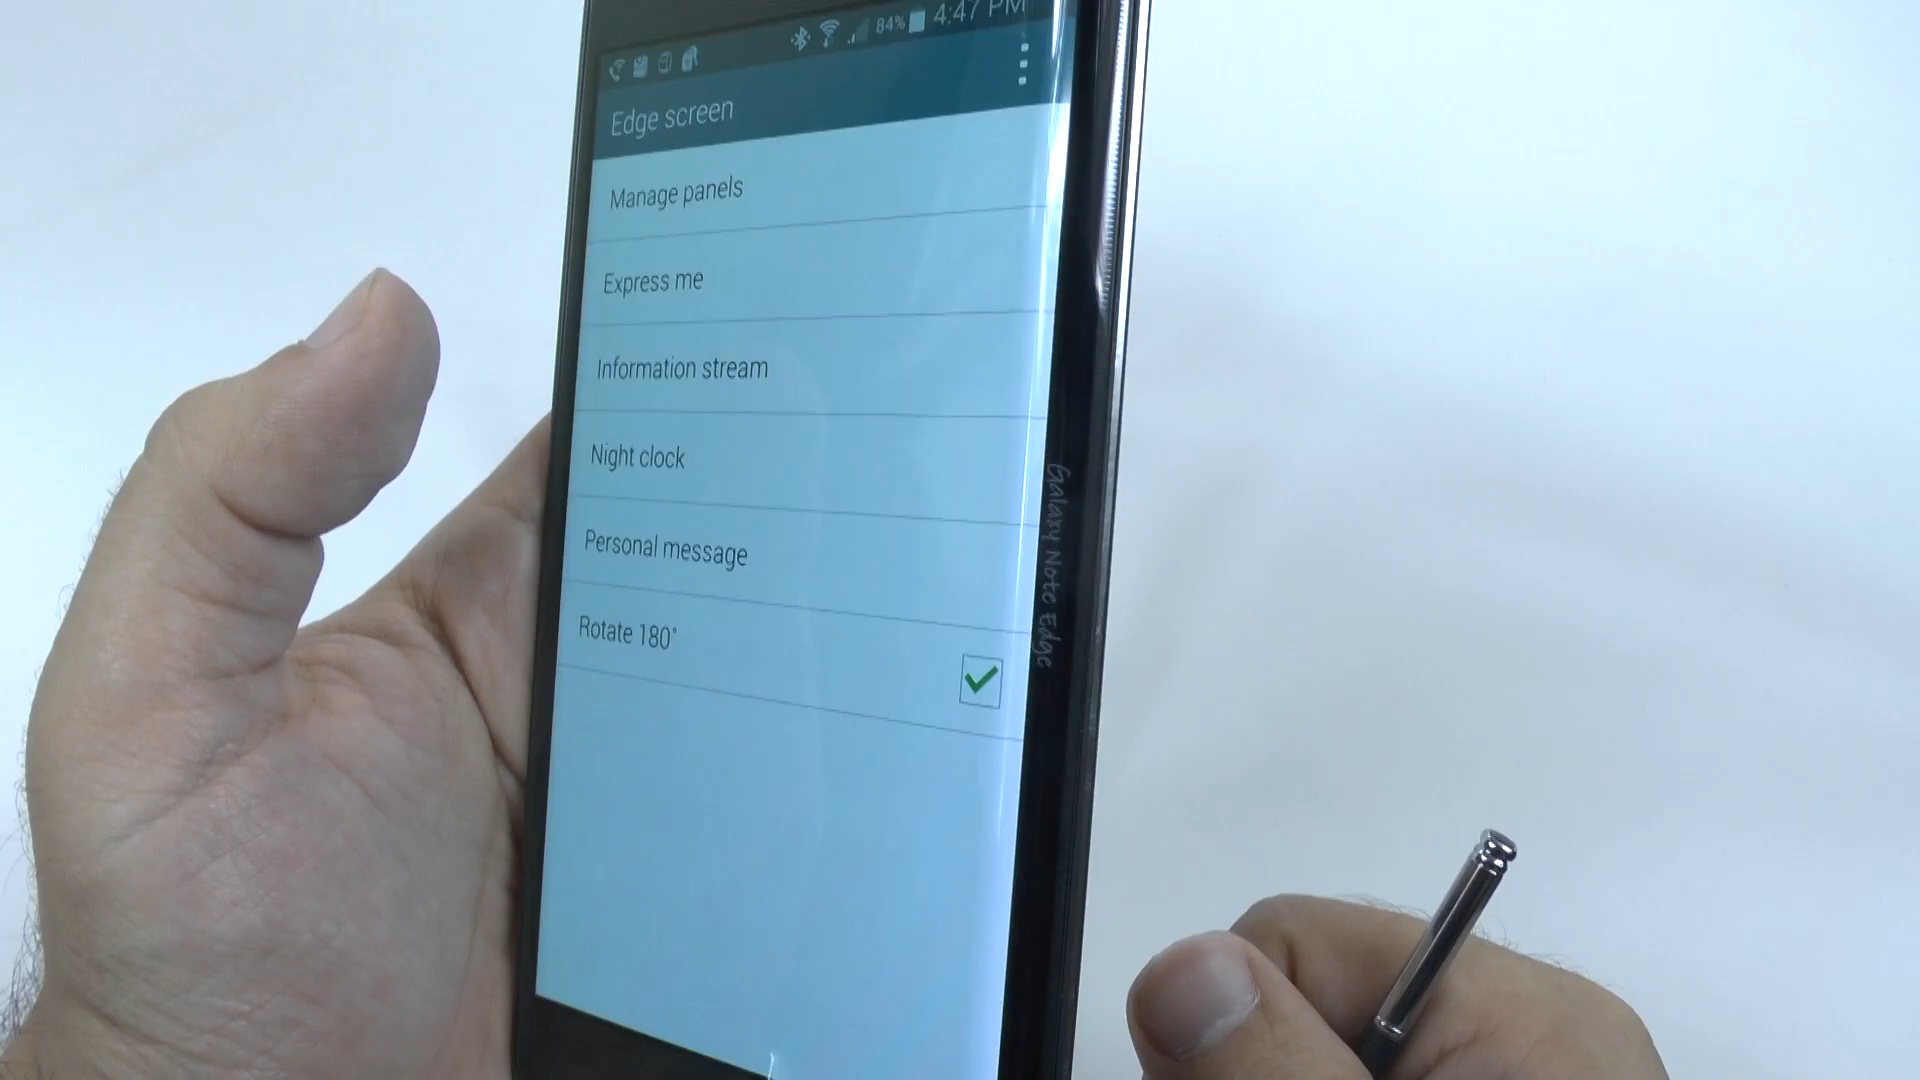 84% 4:47 PM
Edge screen
Manage panels
Express me
Information stream
Night clock
Personal message
Rotate 180°
Galaxy Note Edge